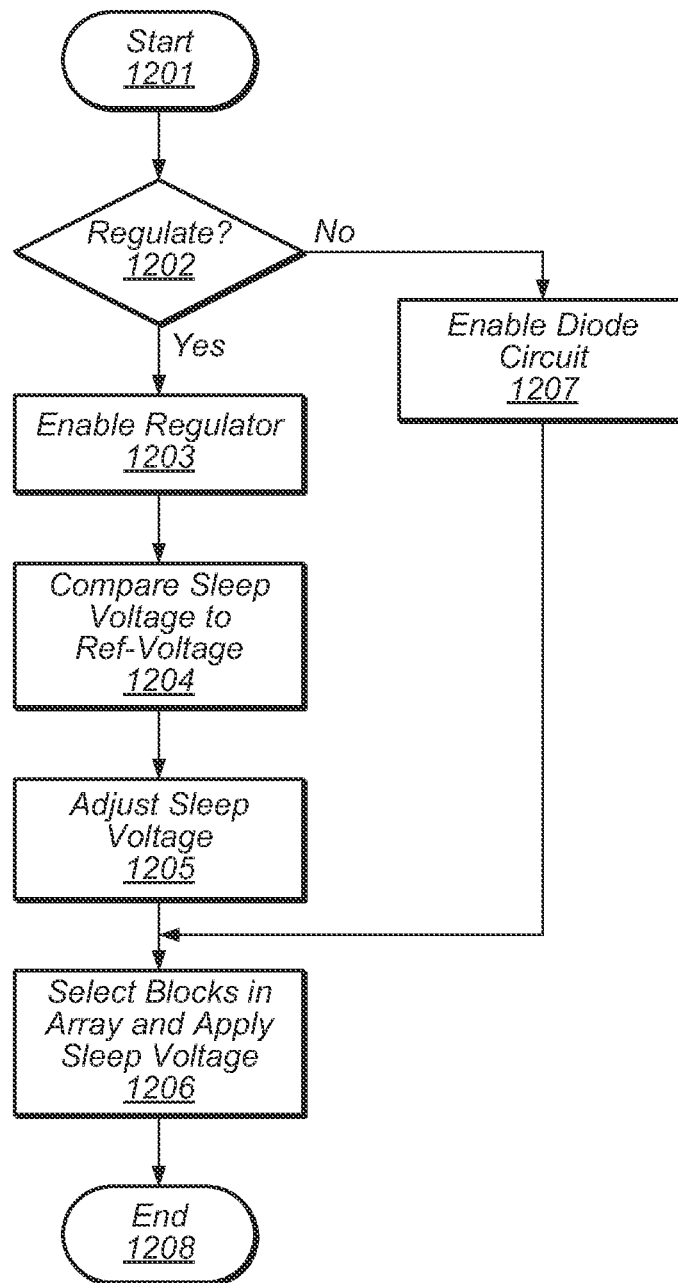 Start
1201
Regulate?
1202
No
Yes
Enable Diode
Circuit
1207
Enable Regulator
1203
Compare Sleep
Voltage to
Ref-Voltage
1204
Adjust Sleep
Voltage
1205
Select Blocks in
Array and Apply
Sleep Voltage
1206
End
1208